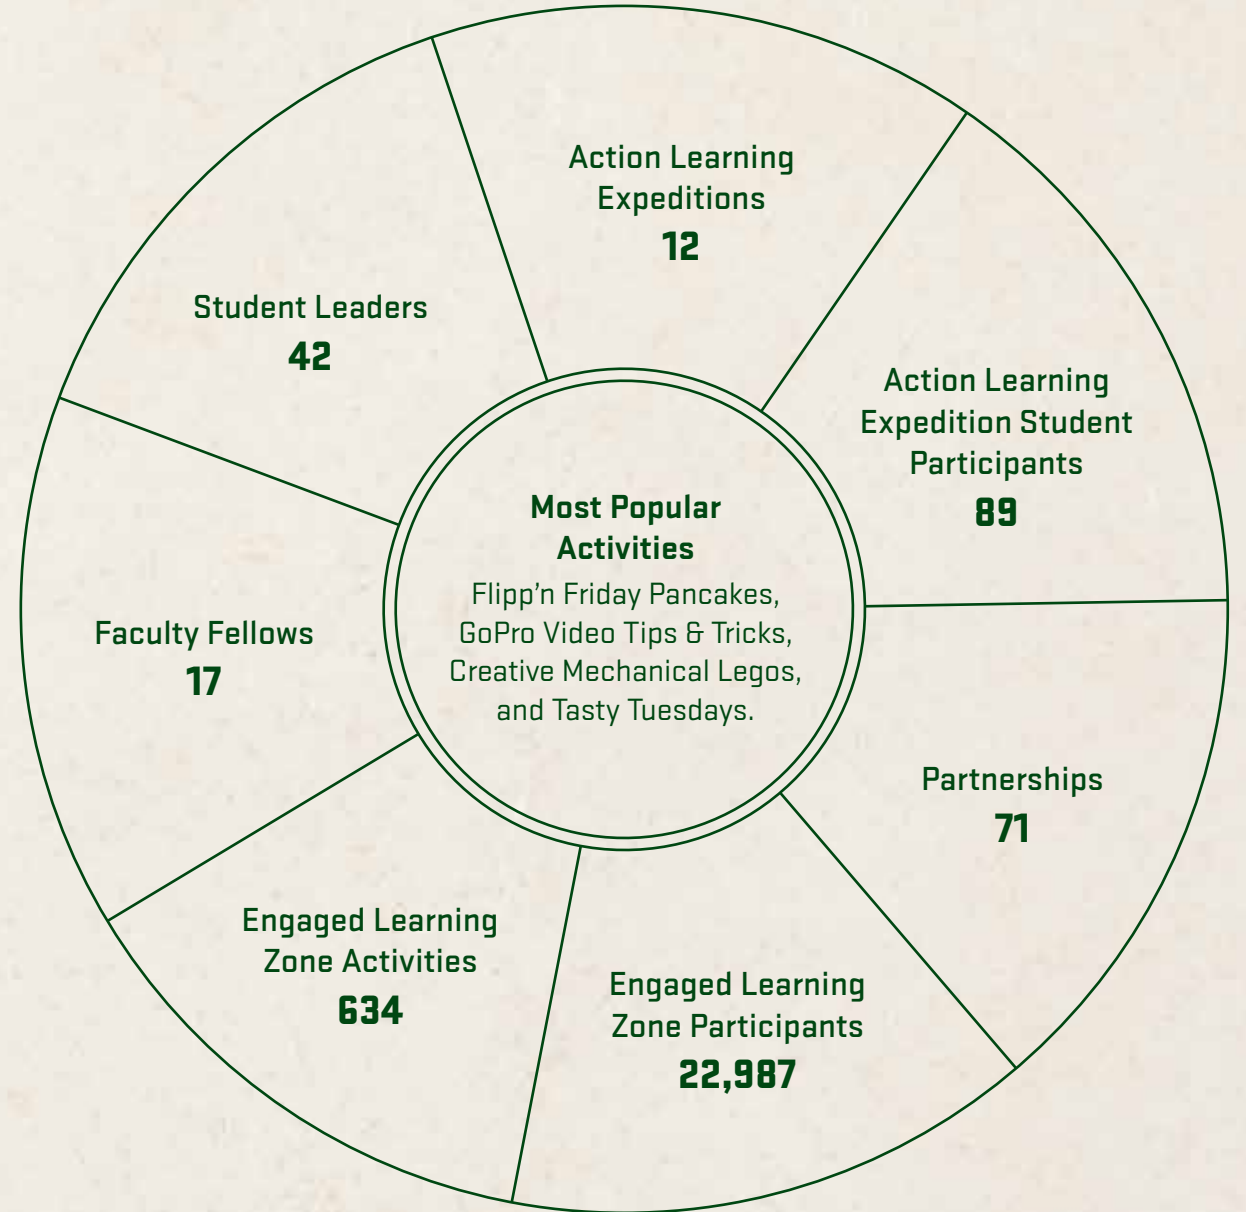 Action Learning
Expeditions
12
Action Learning
Expedition Student
Participants
89
Partnerships
71
Engaged Learning
Zone Participants
22,987
Engaged Learning
Zone Activities
634
Faculty Fellows
17
Student Leaders
42
Most Popular
Activities
Flipp’n Friday Pancakes,
GoPro Video Tips & Tricks,
Creative Mechanical Legos,
and Tasty Tuesdays.